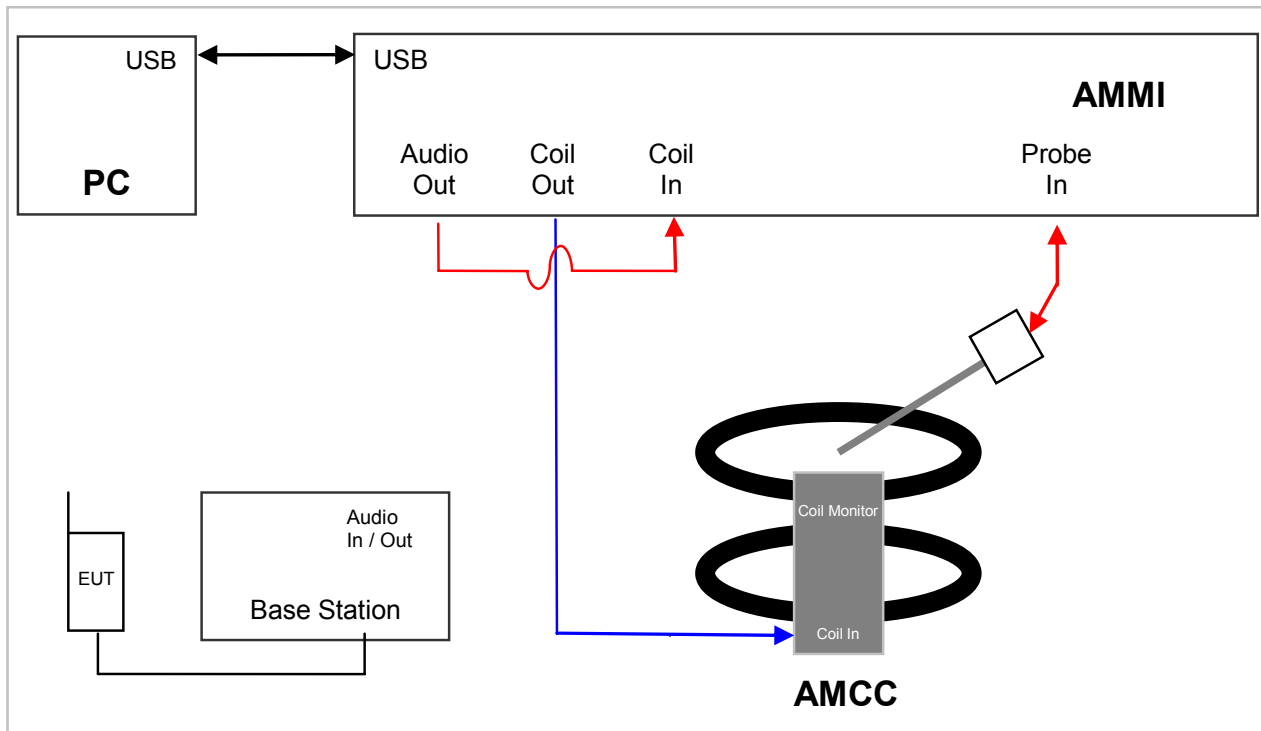 USB
PC
USB
AMMI
Audio
Out
Coil
Out
Coil
In
Probe
In
Coil Monitor
Coil In
AMCC
EUT
Audio
In / Out
Base Station